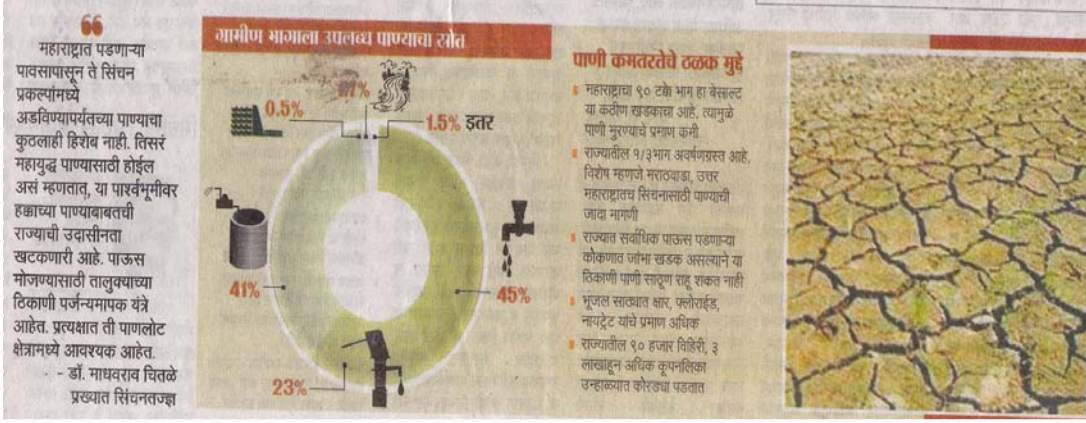 ❝
महाराष्ट्रात पडणाऱ्या
पावसापासून ते सिंचन
प्रकल्पांमध्ये
अडविण्यापर्यंतच्या पाण्याचा
कुठलाही हिशेब नाही. तिसरं
महायुद्ध पाण्यासाठी होईल
असं म्हणतात, या पार्श्वभूमीवर
हक्काच्या पाण्याबाबतची
राज्याची उदासीनता
खटकणारी आहे. पाऊस
मोजण्यासाठी तालुक्याच्या
ठिकाणी पर्जन्यमापक यंत्रे
आहेत. प्रत्यक्षात ती पाणलोट
क्षेत्रामध्ये आवश्यक आहेत.
- डॉ. माधवराव चितळे
प्रख्यात सिंचनतज्ज्ञ
ग्रामीण भागाला उपलब्ध पाण्याचा स्रोत
0.5%
1.5% इतर
41%
45%
23%
पाणी कमतरतेचे ठळक मुद्दे
महाराष्ट्राचा ९० टक्के भाग हा बेसाल्ट
या कठीण खडकाचा आहे. त्यामुळे
पाणी मुरण्याचे प्रमाण कमी
राज्यातील १/३भाग अवर्षणग्रस्त आहे.
विशेष म्हणजे मराठवाडा, उत्तर
महाराष्ट्रातच सिंचनासाठी पाण्याची
जादा मागणी
राज्यात सर्वाधिक पाऊस पडणाऱ्या
कोकणात जांभा खडक असल्याने या
ठिकाणी पाणी साठून राहू शकत नाही
भूजल साठ्यात क्षार, फ्लोराईड,
नायट्रेट यांचे प्रमाण अधिक
राज्यातील ९० हजार विहिरी, ३
लाखांहून अधिक कूपनलिका
उन्हाळ्यात कोरड्या पडतात